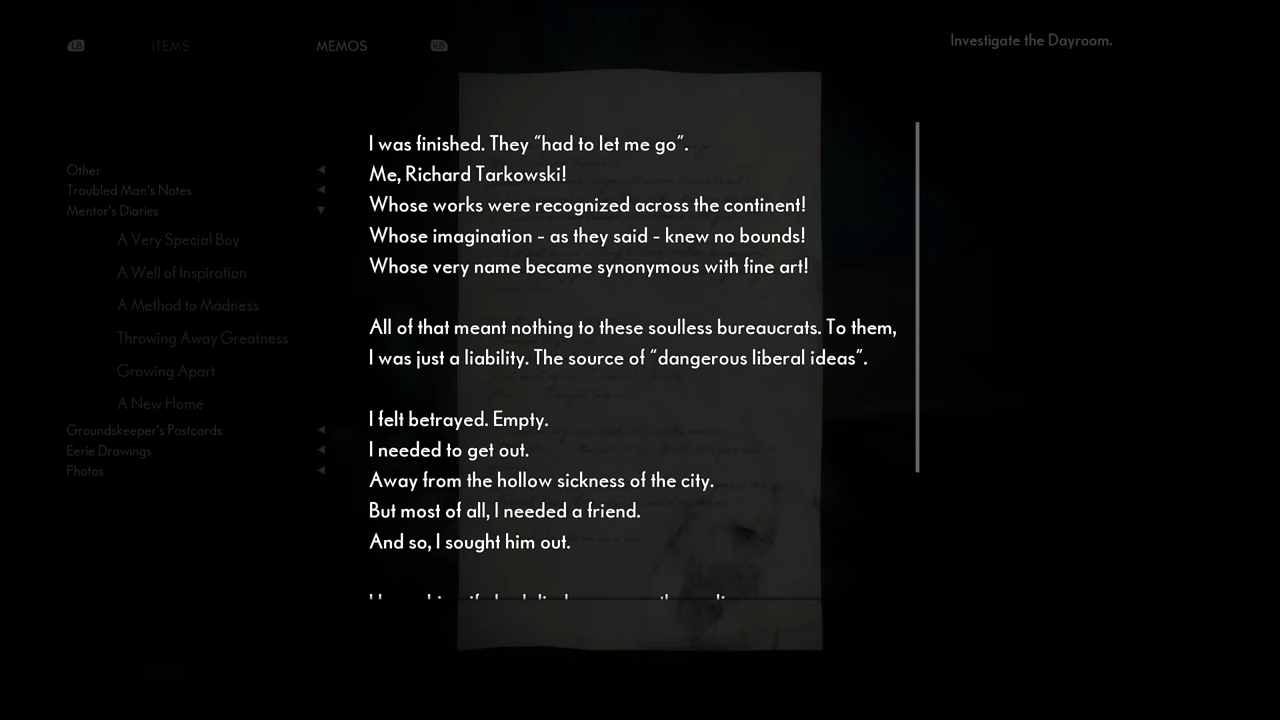 LB ITEMS MEMOS RB
Investigate the Dayroom.
Other
Troubled Man's Notes
Mentor's Diaries
A Very Special Boy
A Well of Inspiration
A Method to Madness
Throwing Away Greatness
Growing Apart
A New Home
Groundskeeper's Postcards
Eerie Drawings
Photos
I was finished. They “had to let me go”.
Me, Richard Tarkowski!
Whose works were recognized across the continent!
Whose imagination - as they said - knew no bounds!
Whose very name became synonymous with fine art!
All of that meant nothing to these soulless bureaucrats. To them,
I was just a liability. The source of “dangerous liberal ideas”.
I felt betrayed. Empty.
I needed to get out.
Away from the hollow sickness of the city.
But most of all, I needed a friend.
And so, I sought him out.